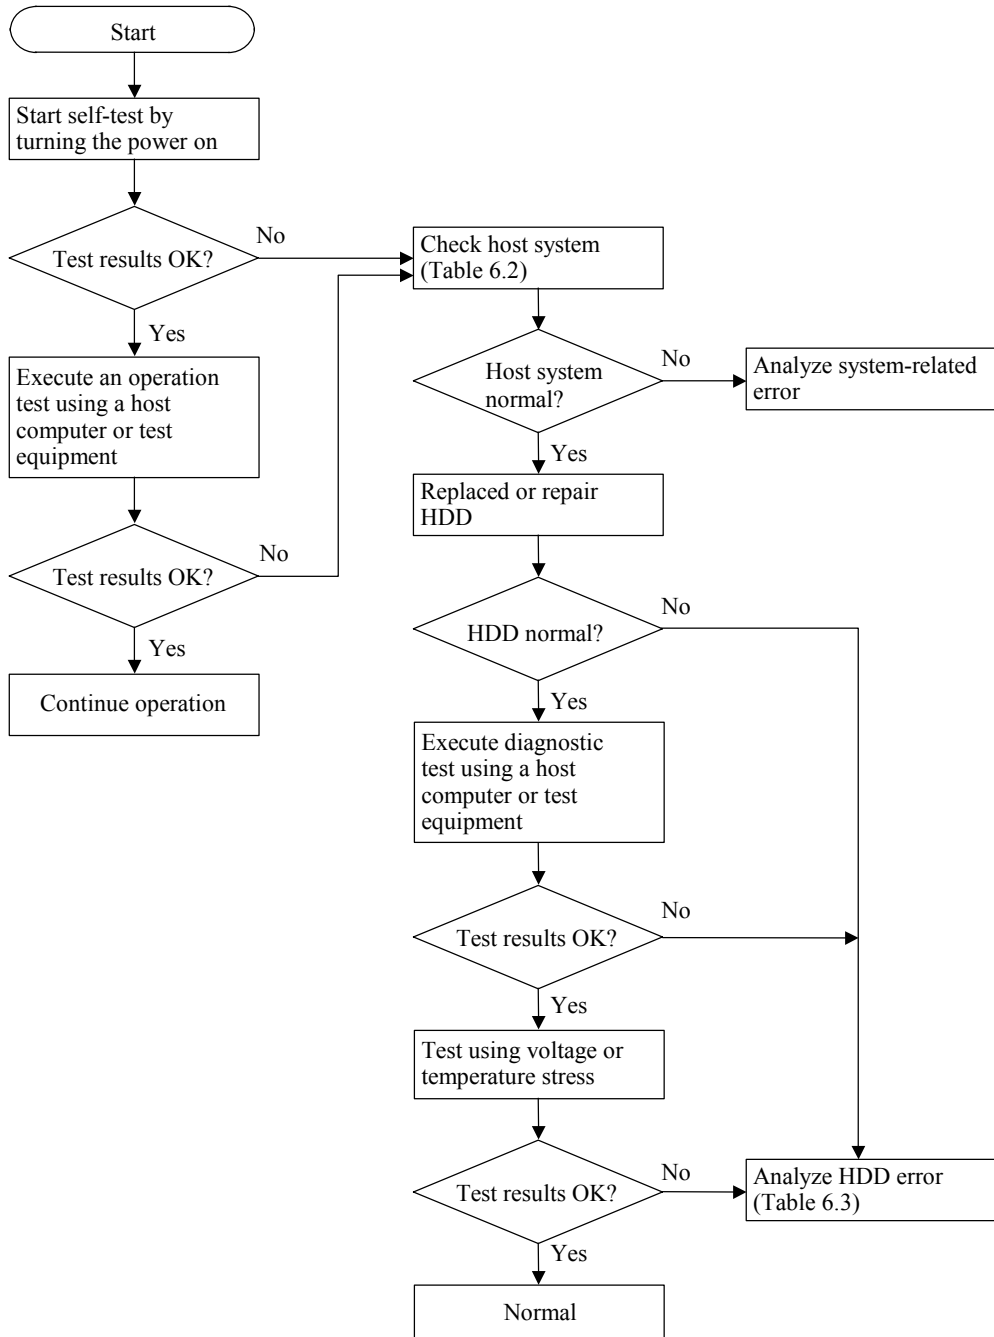 Start
Start self-test by
turning the power on
Test results OK?
No
Yes
Execute an operation
test using a host
computer or test
equipment
Test results OK?
No
Yes
Continue operation
Check host system
(Table 6.2)
Host system
normal?
No
Analyze system-related
error
Yes
Replaced or repair
HDD
HDD normal?
No
Yes
Execute diagnostic
test using a host
computer or test
equipment
Test results OK?
No
Yes
Test using voltage or
temperature stress
Test results OK?
No
Analyze HDD error
(Table 6.3)
Yes
Normal